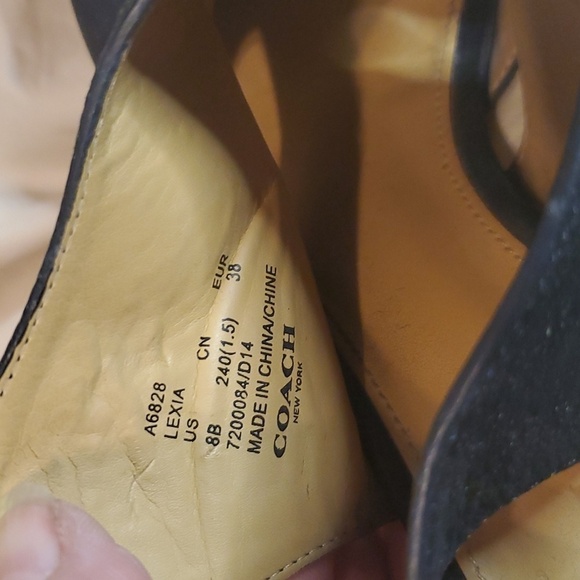 A6828
LEXIA
US CN EUR
8B 240(1.5) 38
7200084/D14
MADE IN CHINA/CHINE
COACH
NEW YORK